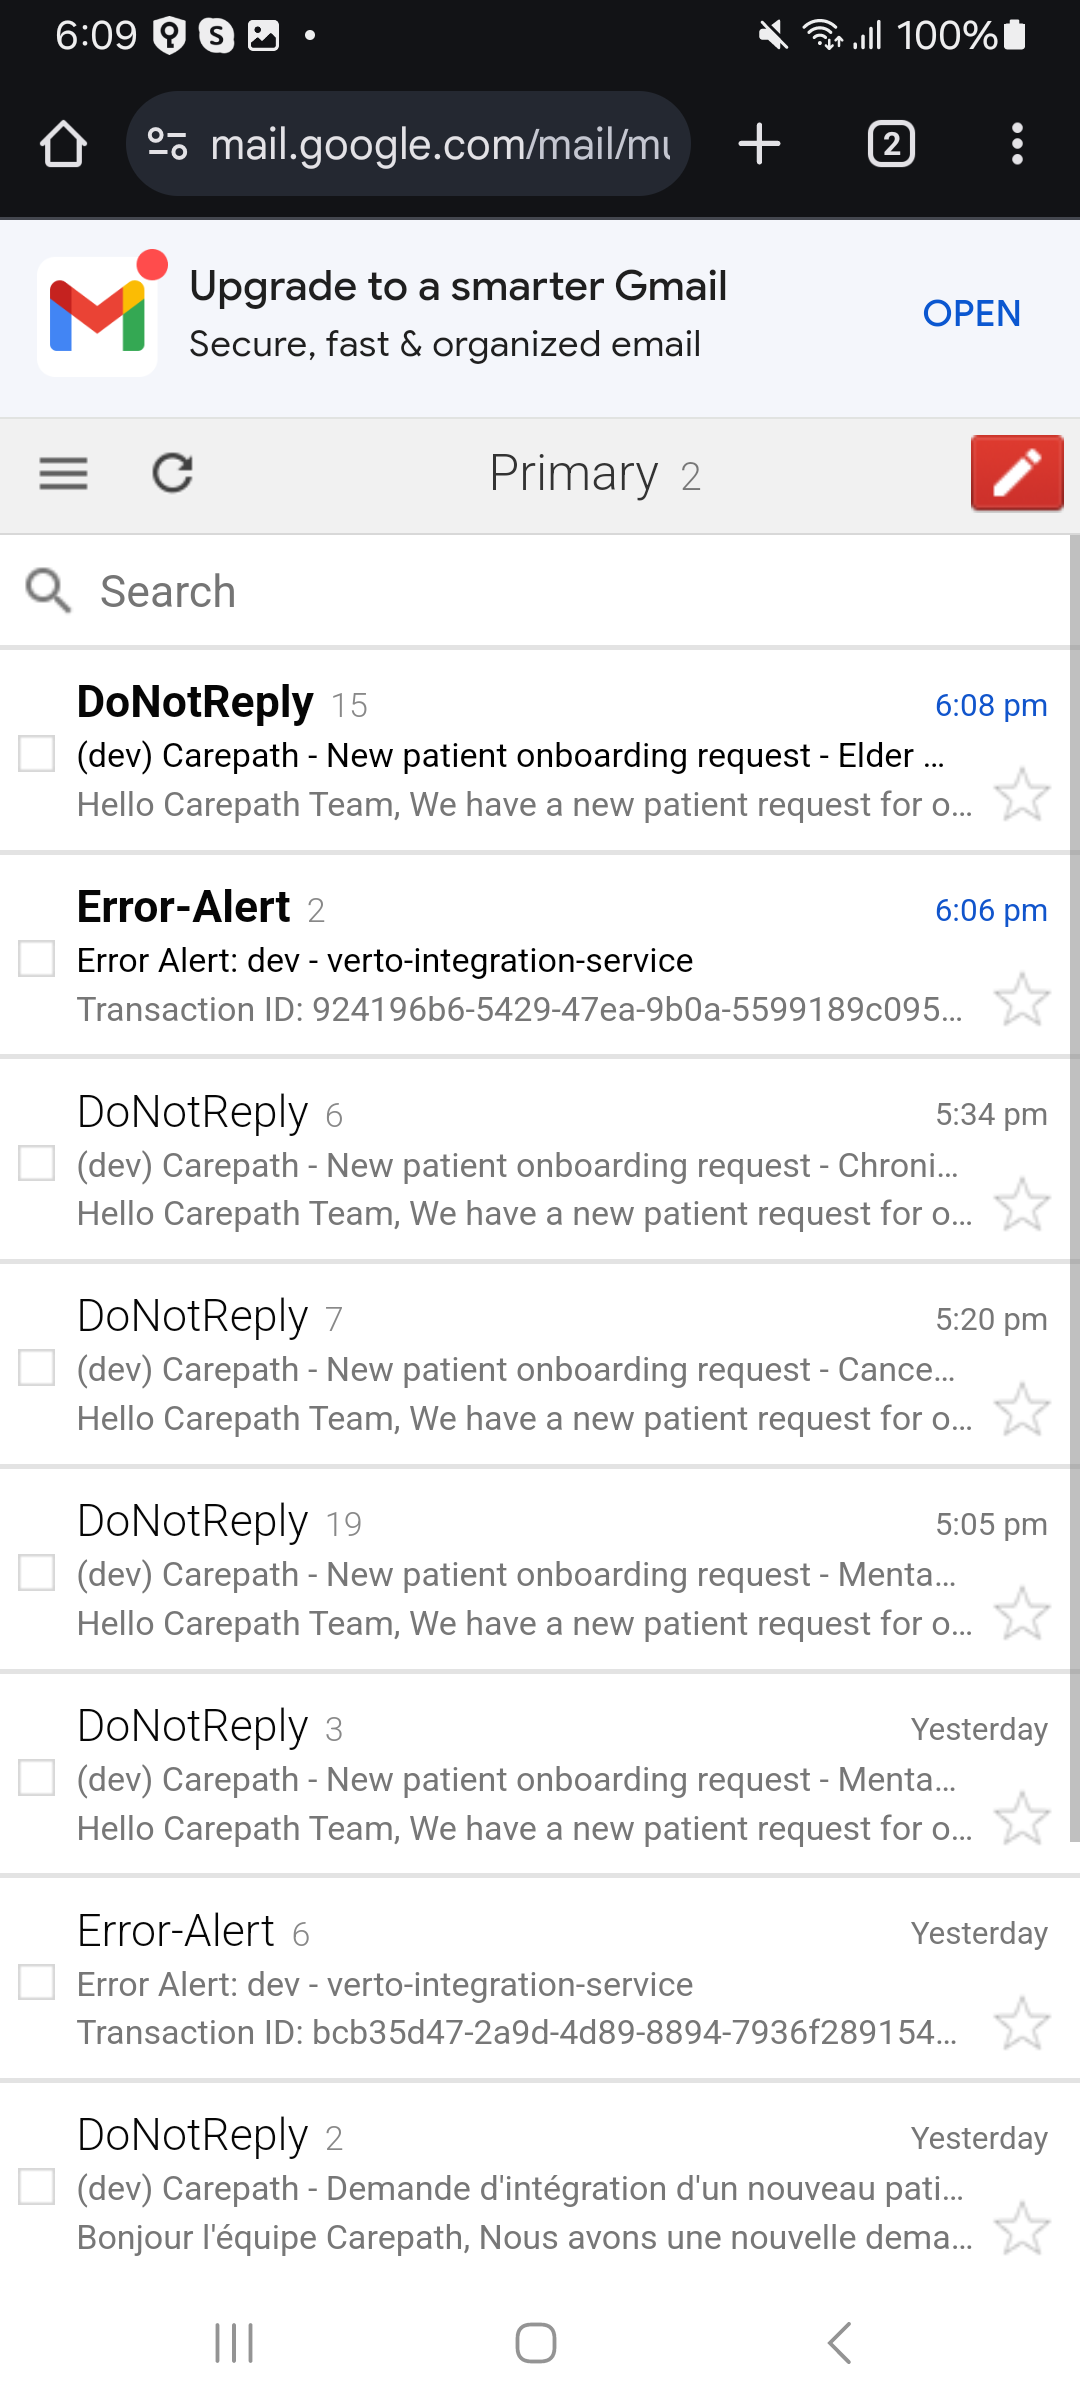 6:09 100%
mail.google.com/mail/mu
2
Upgrade to a smarter Gmail
Secure, fast & organized email
OPEN
Primary 2
Search
DoNotReply 15 6:08 pm
(dev) Carepath - New patient onboarding request - Elder ...
Hello Carepath Team, We have a new patient request for o...
Error-Alert 2 6:06 pm
Error Alert: dev - verto-integration-service
Transaction ID: 924196b6-5429-47ea-9b0a-5599189c095...
DoNotReply 6 5:34 pm
(dev) Carepath - New patient onboarding request - Chroni...
Hello Carepath Team, We have a new patient request for o...
DoNotReply 7 5:20 pm
(dev) Carepath - New patient onboarding request - Cance...
Hello Carepath Team, We have a new patient request for o...
DoNotReply 19 5:05 pm
(dev) Carepath - New patient onboarding request - Menta...
Hello Carepath Team, We have a new patient request for o...
DoNotReply 3 Yesterday
(dev) Carepath - New patient onboarding request - Menta...
Hello Carepath Team, We have a new patient request for o...
Error-Alert 6 Yesterday
Error Alert: dev - verto-integration-service
Transaction ID: bcb35d47-2a9d-4d89-8894-7936f289154...
DoNotReply 2 Yesterday
(dev) Carepath - Demande d'intégration d'un nouveau pati...
Bonjour l'équipe Carepath, Nous avons une nouvelle dema...